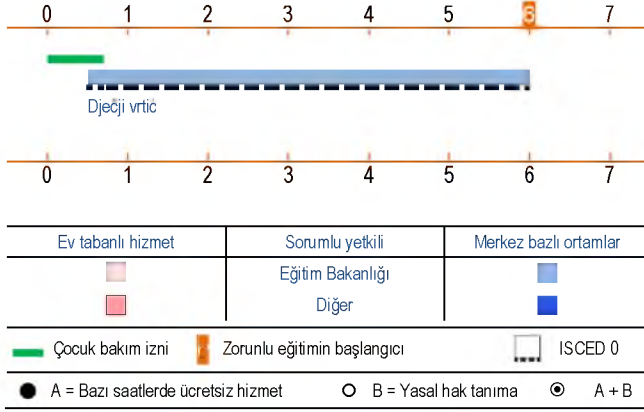 0 1 2 3 4 5 6 7
Dječji vrtić
0 1 2 3 4 5 6 7
Ev tabanlı hizmet Sorumlu yetkili Merkez bazlı ortamlar
Eğitim Bakanlığı
Diğer
Çocuk bakım izni Zorunlu eğitimin başlangıcı ISCED 0
A = Bazı saatlerde ücretsiz hizmet B = Yasal hak tanıma A + B